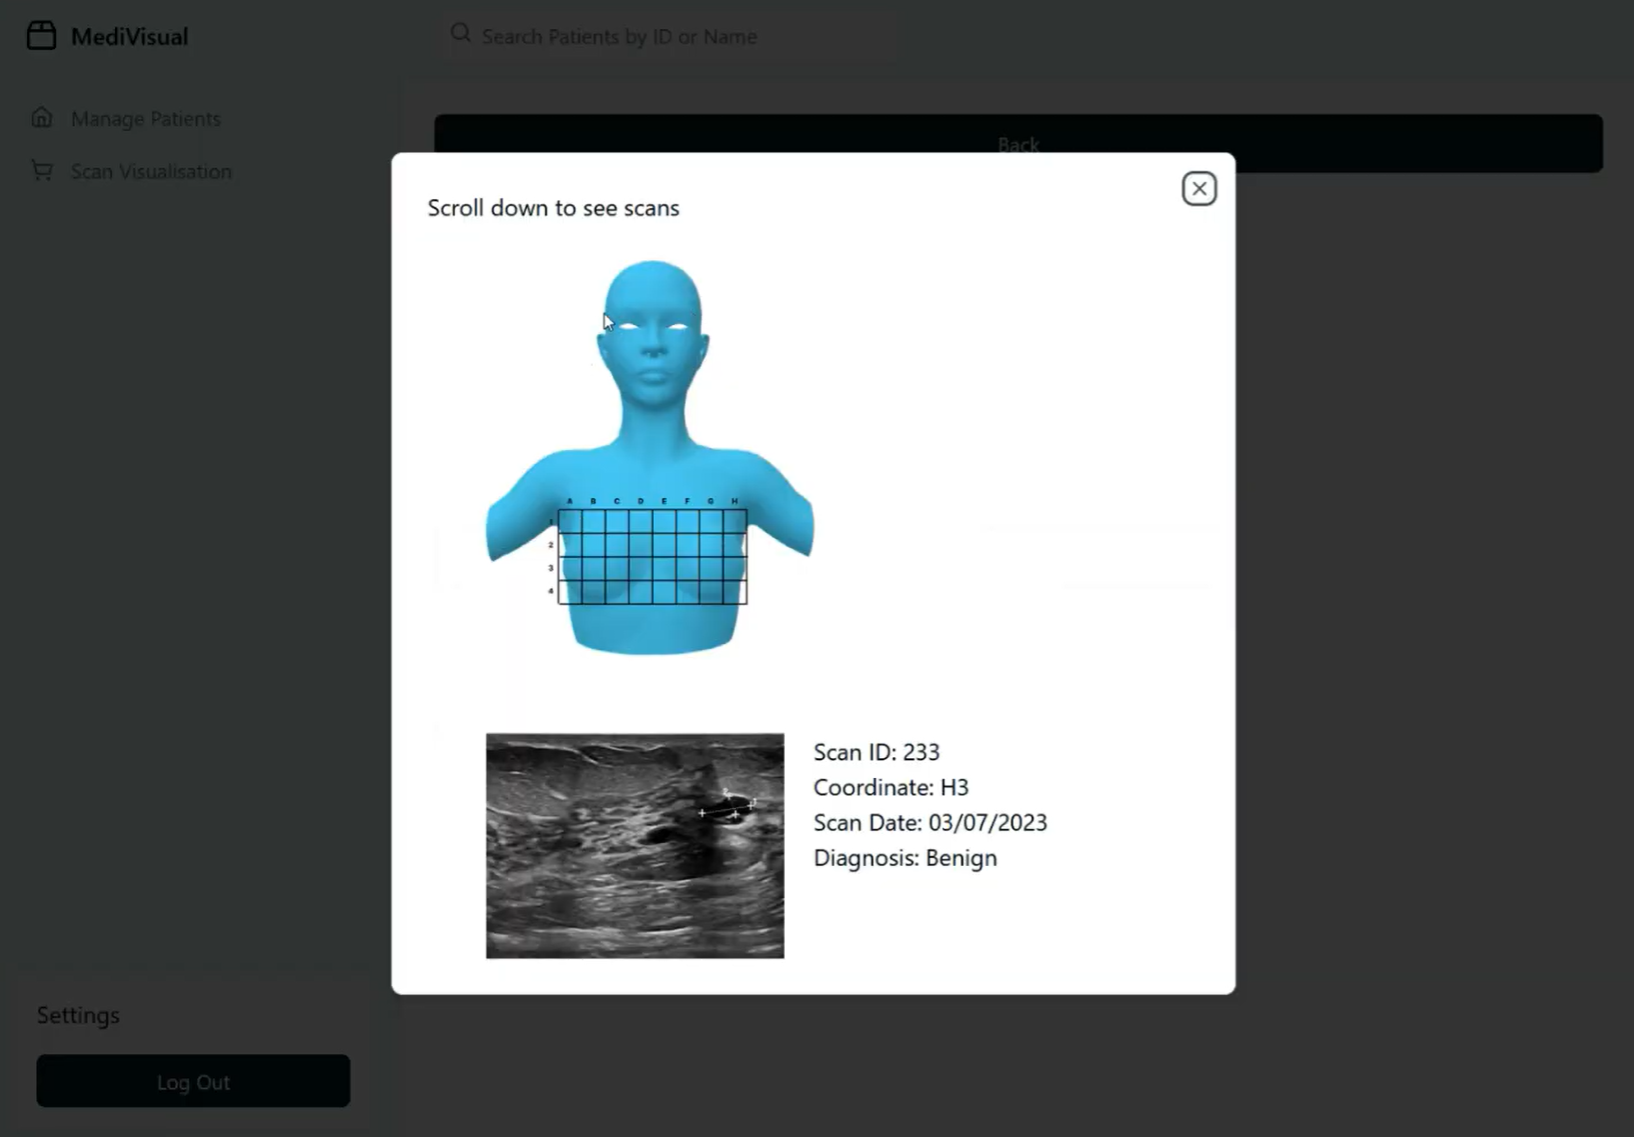 MediVisual
Search Patients by ID or Name
Manage Patients
Scan Visualisation
Back
Scroll down to see scans
A B C D E F G H
1
2
3
4
Scan ID: 233
Coordinate: H3
Scan Date: 03/07/2023
Diagnosis: Benign
Settings
Log Out